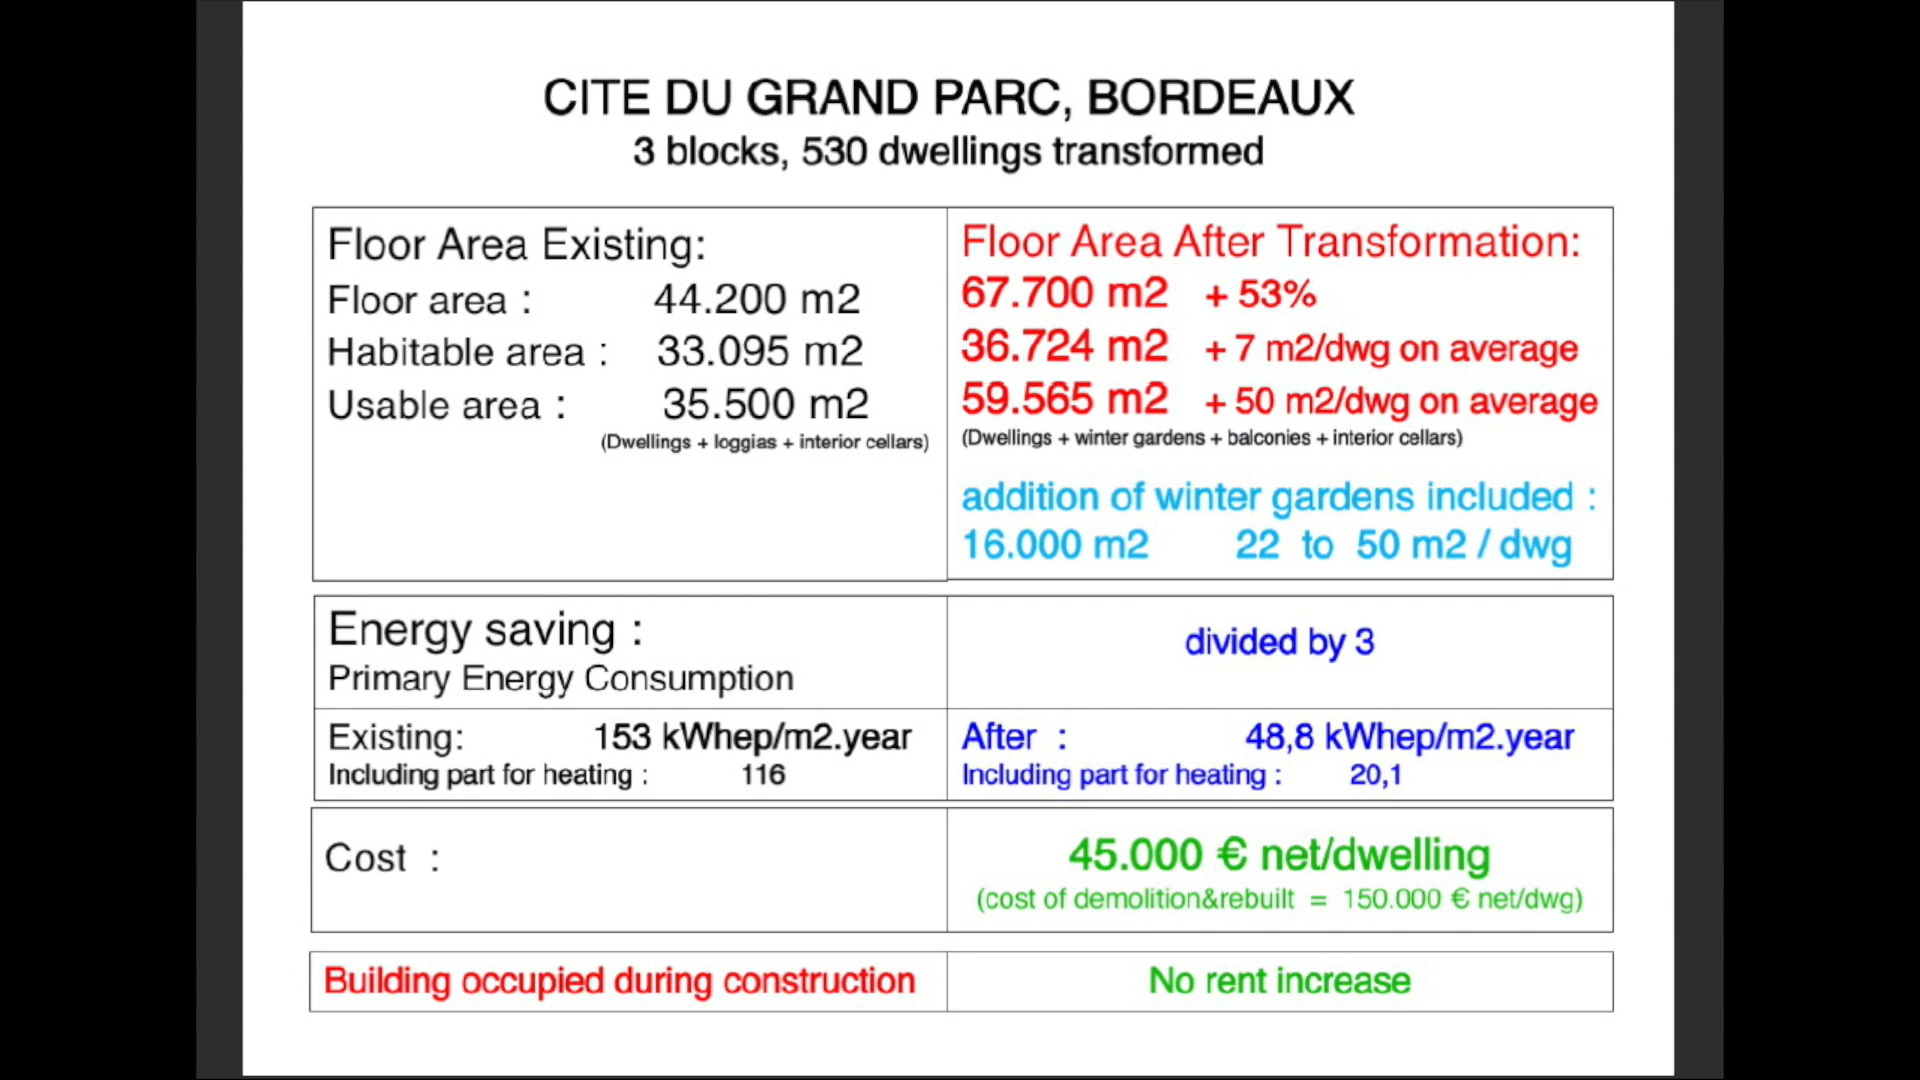 CITE DU GRAND PARC, BORDEAUX
3 blocks, 530 dwellings transformed
Floor Area Existing:
Floor area : 44.200 m2
Habitable area : 33.095 m2
Usable area : 35.500 m2
(Dwellings + loggias + interior cellars)
Floor Area After Transformation:
67.700 m2 + 53%
36.724 m2 + 7 m2/dwg on average
59.565 m2 + 50 m2/dwg on average
(Dwellings + winter gardens + balconies + interior cellars)
addition of winter gardens included :
16.000 m2 22 to 50 m2 / dwg
Energy saving :
Primary Energy Consumption
divided by 3
Existing: 153 kWhep/m2.year
Including part for heating : 116
After : 48,8 kWhep/m2.year
Including part for heating : 20,1
Cost :
45.000 € net/dwelling
(cost of demolition&rebuilt = 150.000 € net/dwg)
Building occupied during construction
No rent increase